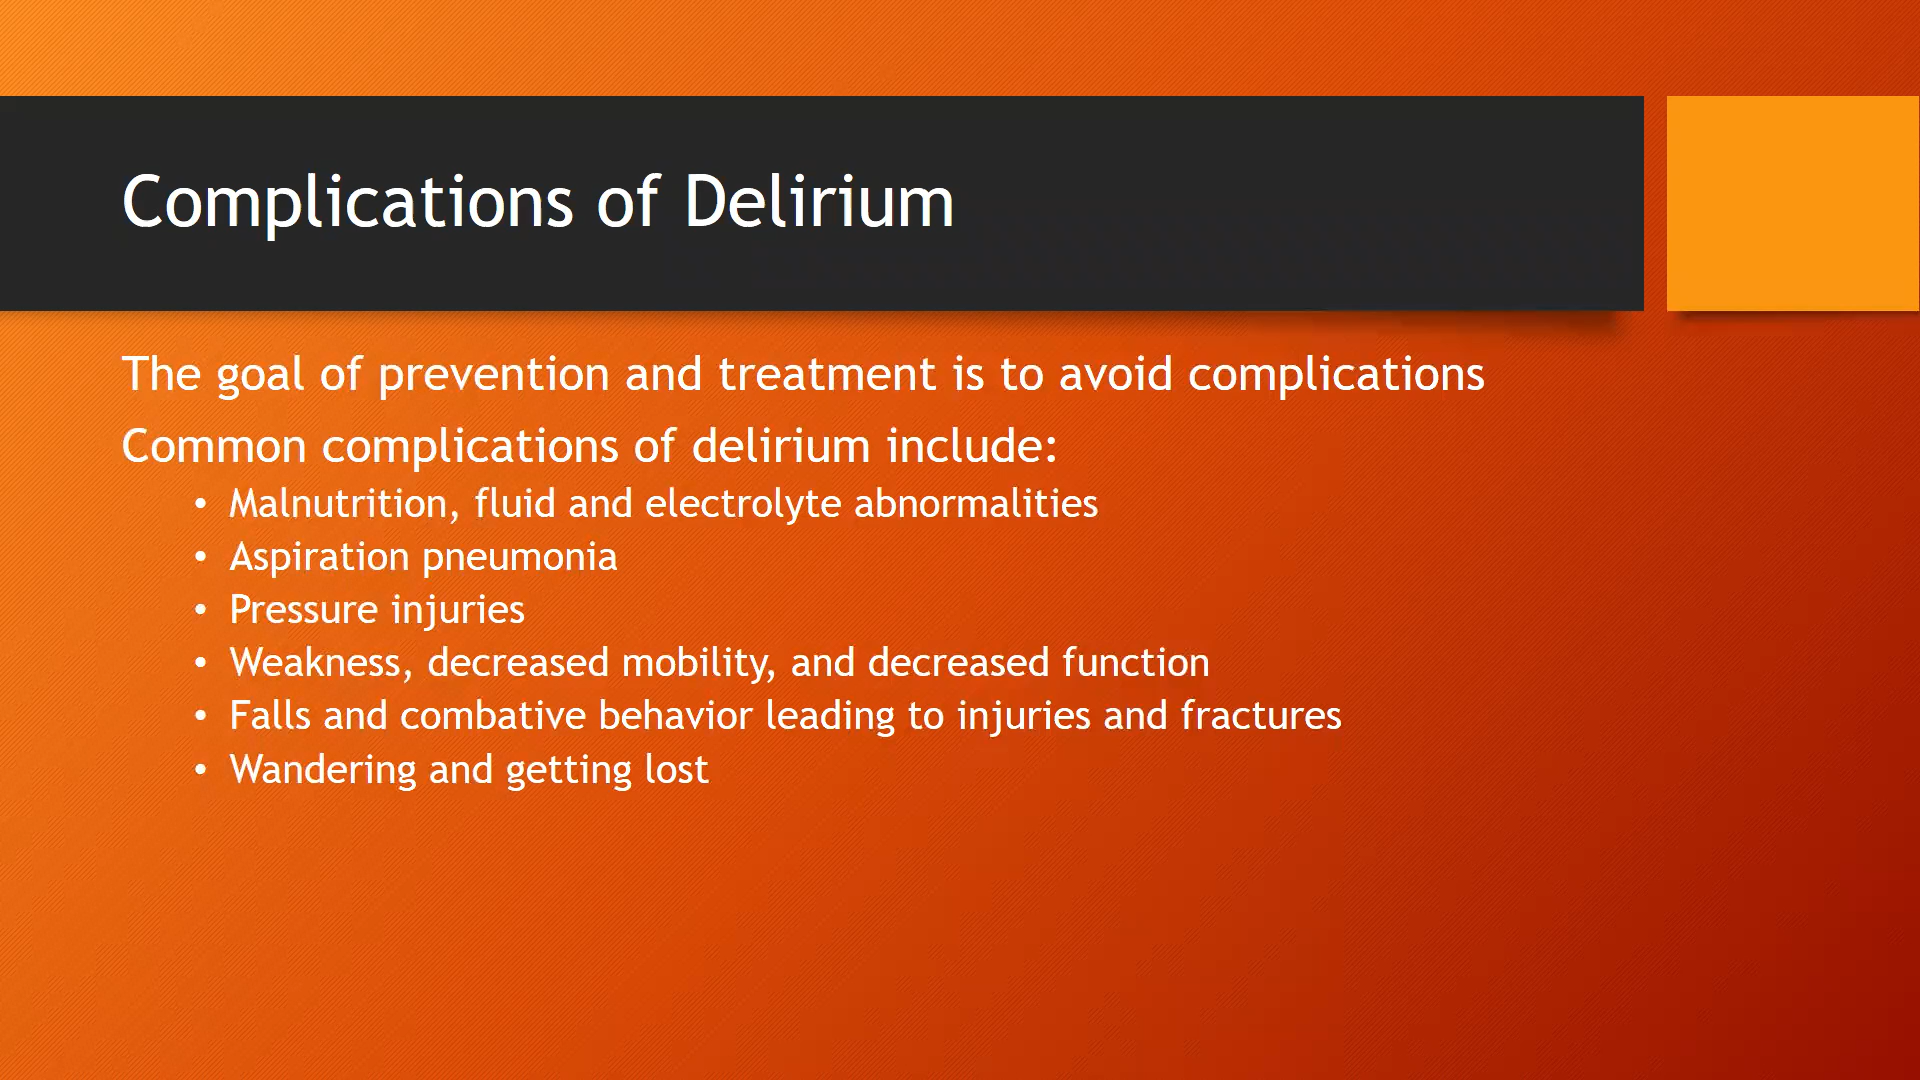 Complications of Delirium
The goal of prevention and treatment is to avoid complications
Common complications of delirium include:
• Malnutrition, fluid and electrolyte abnormalities
• Aspiration pneumonia
• Pressure injuries
• Weakness, decreased mobility, and decreased function
• Falls and combative behavior leading to injuries and fractures
• Wandering and getting lost